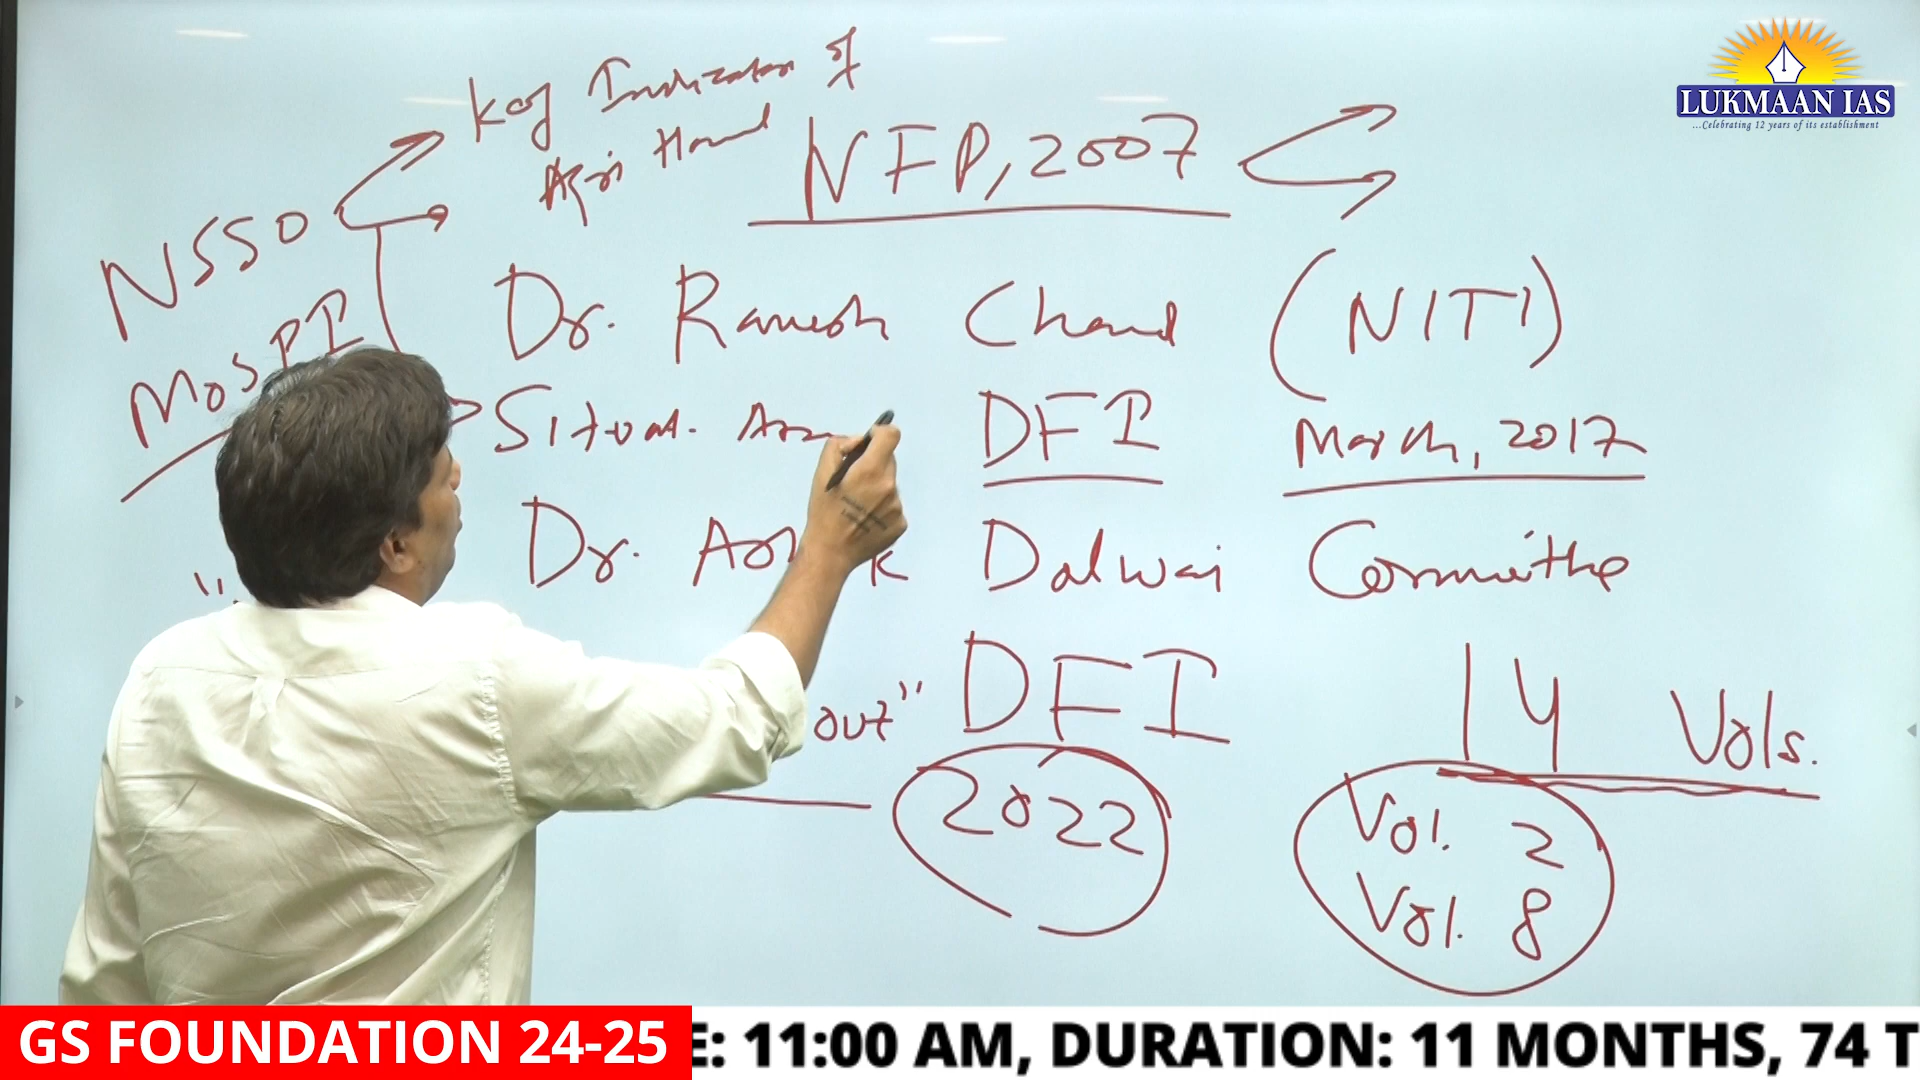 LUKMAAN IAS
...Celebrating 12 years of its establishment
Key Indicator of
Agri
NFP, 2007
NSSO
MosPI
Dr. Ramesh Chand (NITI)
Situat. DFI March, 2017
Dr. Dalwai Committee
out" DFI 14 Vols.
2022
Vol. 2
Vol. 8
GS FOUNDATION 24-25
E: 11:00 AM, DURATION: 11 MONTHS, 74 T